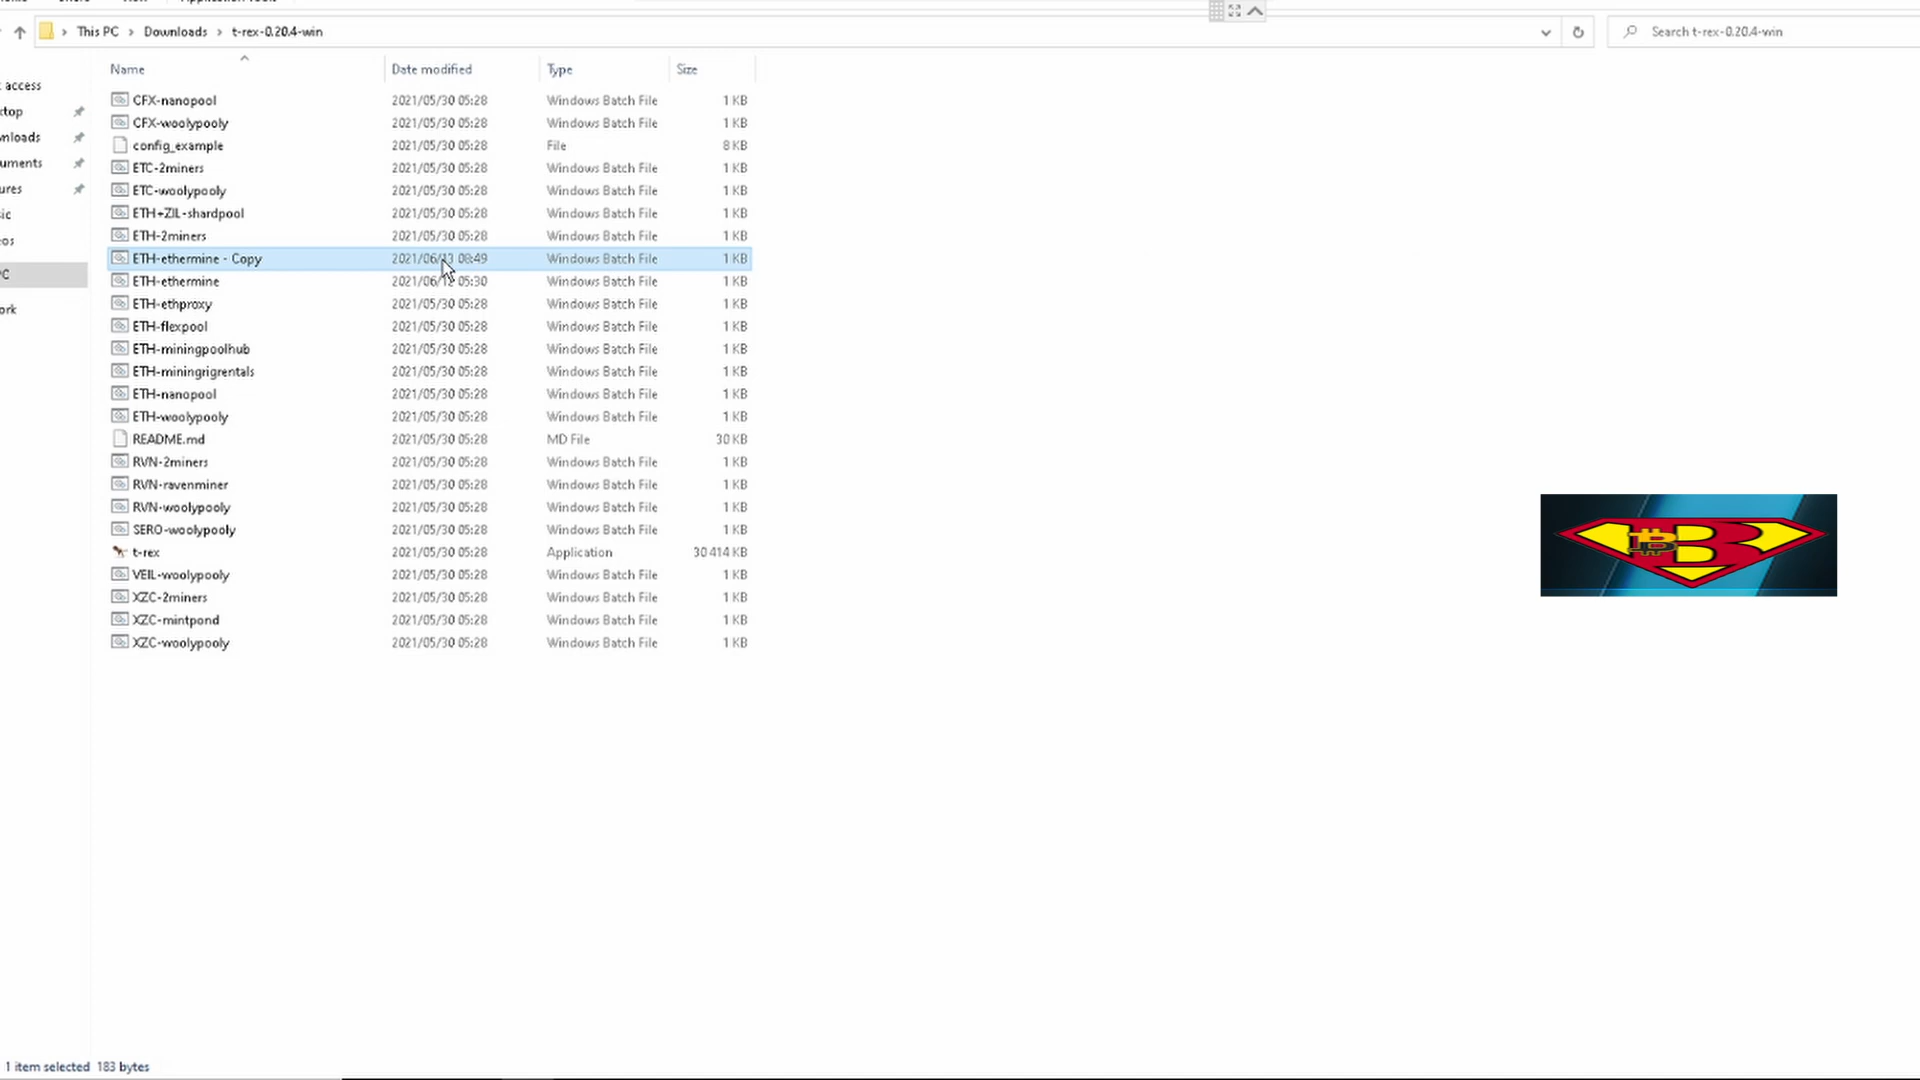 This PC > Downloads > t-rex-0.20.4-win
Search t-rex-0.20.4-win
Name Date modified Type Size
access
CFX-nanopool 2021/05/30 05:28 Windows Batch File 1 KB
ktop
CFX-woolypooly 2021/05/30 05:28 Windows Batch File 1 KB
wnloads
config_example 2021/05/30 05:28 File 8 KB
uments
ETC-2miners 2021/05/30 05:28 Windows Batch File 1 KB
ures
ETC-woolypooly 2021/05/30 05:28 Windows Batch File 1 KB
ic
ETH+ZIL-shardpool 2021/05/30 05:28 Windows Batch File 1 KB
eos
ETH-2miners 2021/05/30 05:28 Windows Batch File 1 KB
ETH-ethermine - Copy 2021/06/13 08:49 Windows Batch File 1 KB
PC
ETH-ethermine 2021/06/12 05:30 Windows Batch File 1 KB
ork
ETH-ethproxy 2021/05/30 05:28 Windows Batch File 1 KB
ETH-flexpool 2021/05/30 05:28 Windows Batch File 1 KB
ETH-miningpoolhub 2021/05/30 05:28 Windows Batch File 1 KB
ETH-miningrigrentals 2021/05/30 05:28 Windows Batch File 1 KB
ETH-nanopool 2021/05/30 05:28 Windows Batch File 1 KB
ETH-woolypooly 2021/05/30 05:28 Windows Batch File 1 KB
README.md 2021/05/30 05:28 MD File 30 KB
RVN-2miners 2021/05/30 05:28 Windows Batch File 1 KB
RVN-ravenminer 2021/05/30 05:28 Windows Batch File 1 KB
RVN-woolypooly 2021/05/30 05:28 Windows Batch File 1 KB
SERO-woolypooly 2021/05/30 05:28 Windows Batch File 1 KB
t-rex 2021/05/30 05:28 Application 30 414 KB
VEIL-woolypooly 2021/05/30 05:28 Windows Batch File 1 KB
XZC-2miners 2021/05/30 05:28 Windows Batch File 1 KB
XZC-mintpond 2021/05/30 05:28 Windows Batch File 1 KB
XZC-woolypooly 2021/05/30 05:28 Windows Batch File 1 KB
B
1 item selected 183 bytes